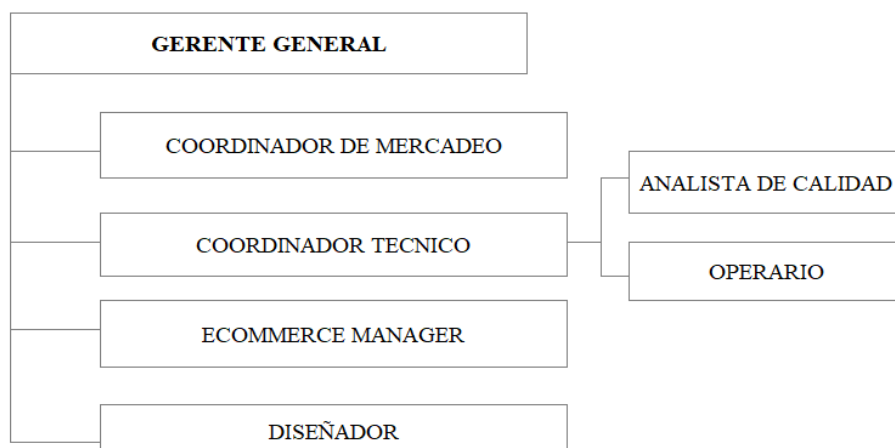 GERENTE GENERAL
COORDINADOR DE MERCADEO
COORDINADOR TECNICO
ANALISTA DE CALIDAD
OPERARIO
ECOMMERCE MANAGER
DISEÑADOR